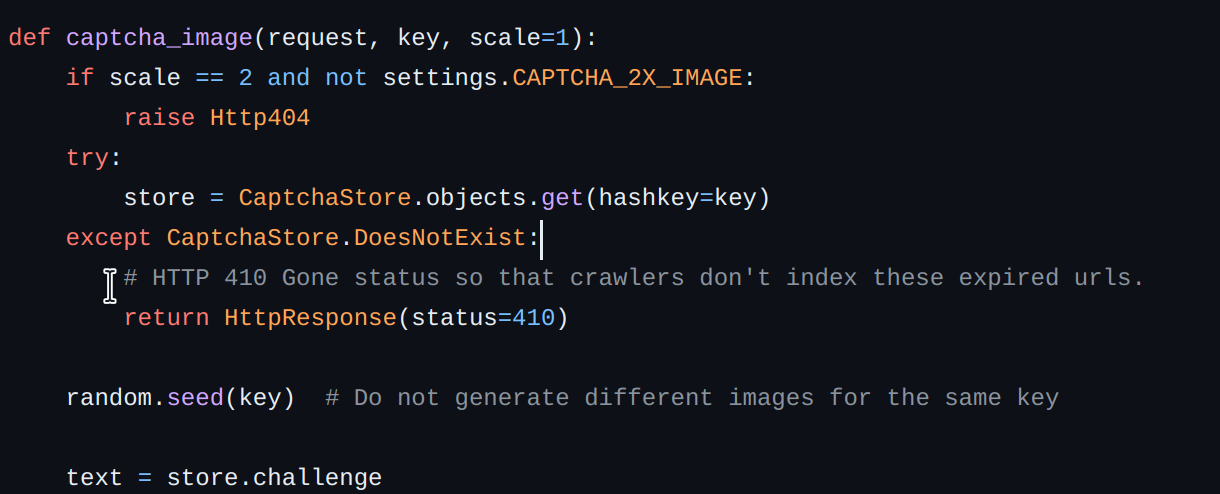 def captcha_image(request, key, scale=1):
    if scale == 2 and not settings.CAPTCHA_2X_IMAGE:
        raise Http404
    try:
        store = CaptchaStore.objects.get(hashkey=key)
    except CaptchaStore.DoesNotExist:
        # HTTP 410 Gone status so that crawlers don't index these expired urls.
        return HttpResponse(status=410)

    random.seed(key)  # Do not generate different images for the same key

    text = store.challenge